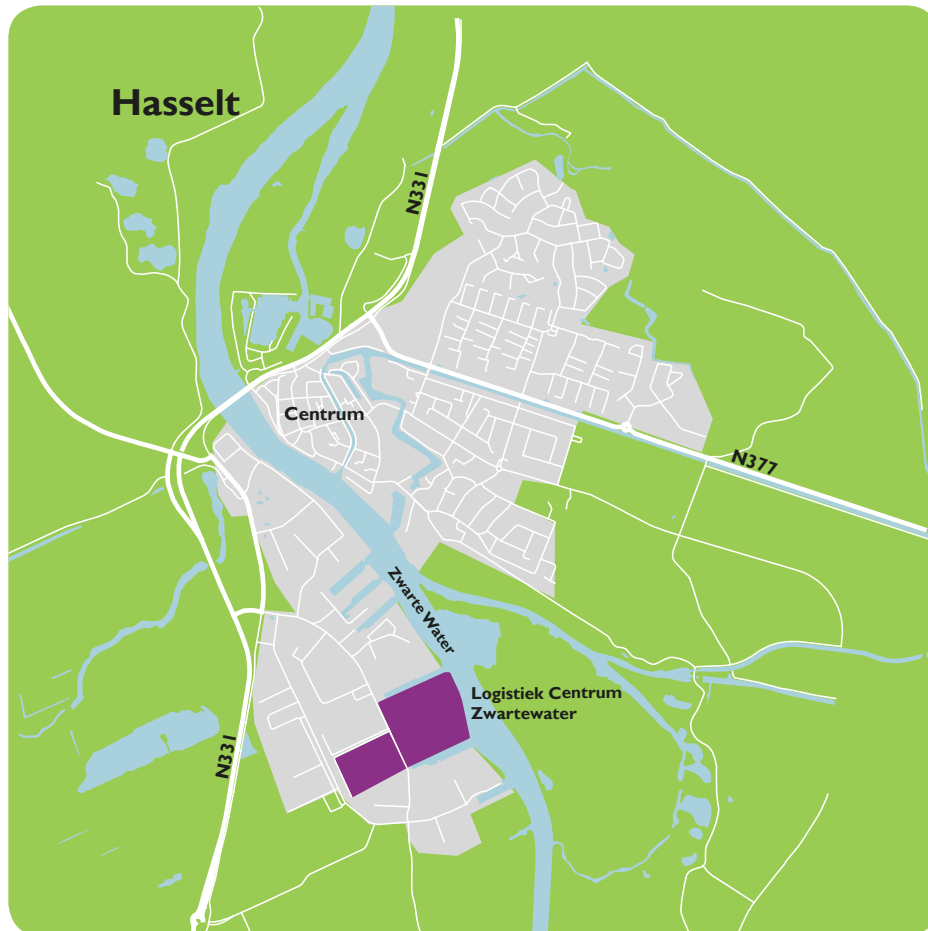 Hasselt
N331
Centrum
N377
Zwarte Water
Logistiek Centrum
Zwartewater
N331